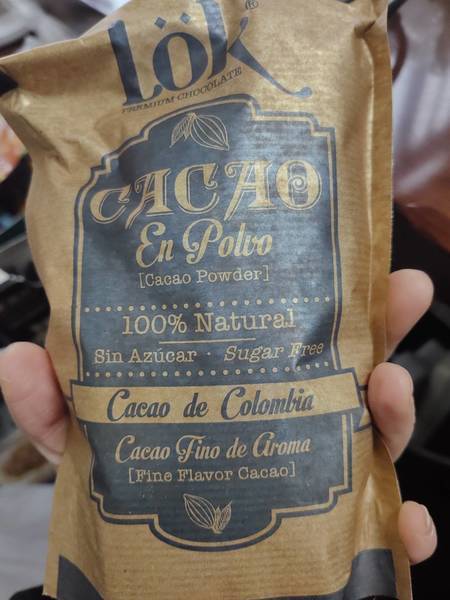 lök®
PREMIUM CHOCOLATE
CACAO
En Polvo
[Cacao Powder]
100% Natural
Sin Azúcar · Sugar Free
Cacao de Colombia
Cacao Fino de Aroma
[Fine Flavor Cacao]